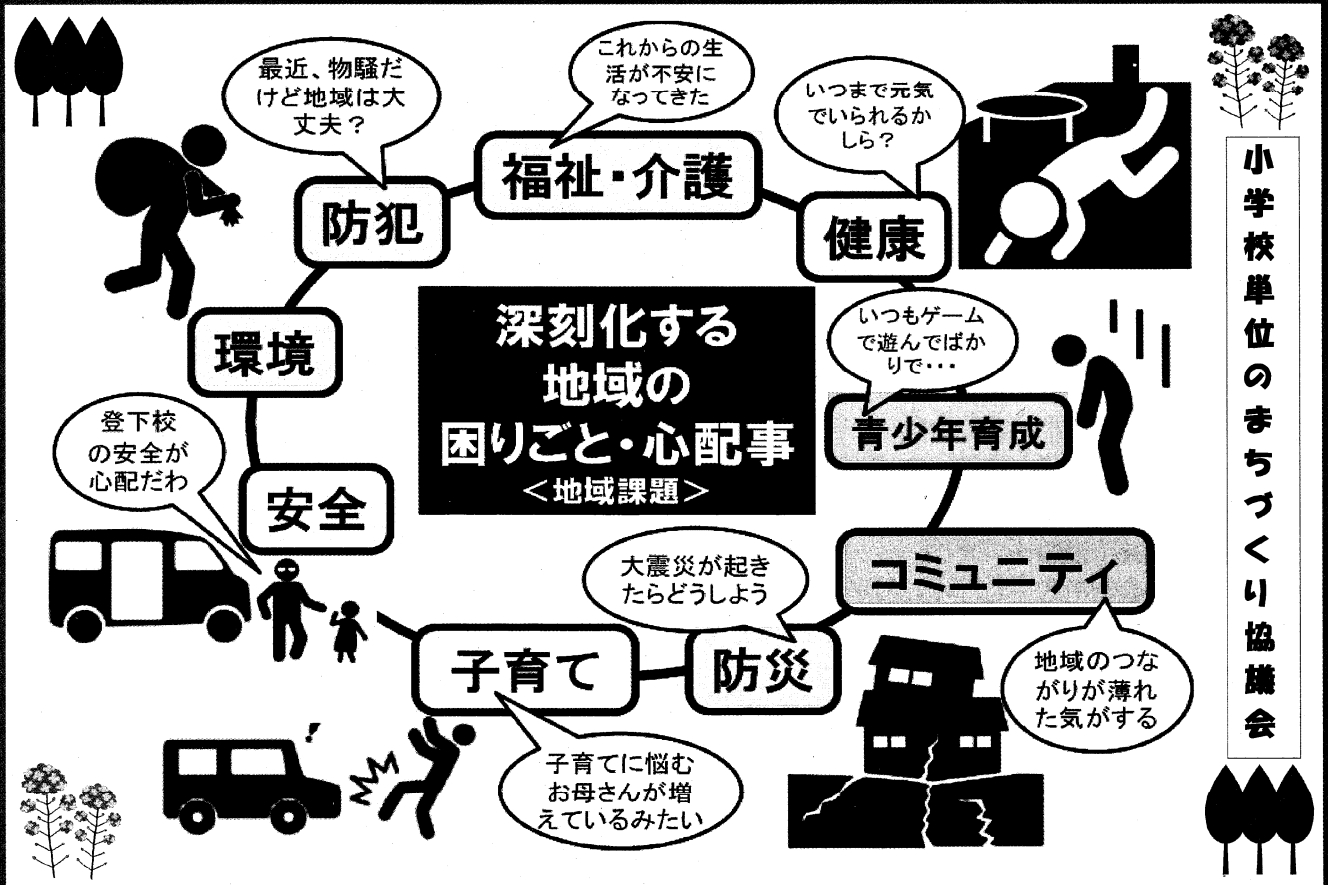 最近、物騒だ
けど地域は大
丈夫？
これからの生
活が不安に
なってきた
いつまで元気
でいられるか
しら？
防犯
福祉・介護
健康
環境
深刻化する
地域の
困りごと・心配事
＜地域課題＞
いつもゲーム
で遊んでばか
りで・・・
青少年育成
登下校
の安全が
心配だわ
安全
大震災が起き
たらどうしよう
コミュニティ
子育て
防災
地域のつな
がりが薄れ
た気がする
子育てに悩む
お母さんが増
えているみたい
小学校単位のまちづくり協議会